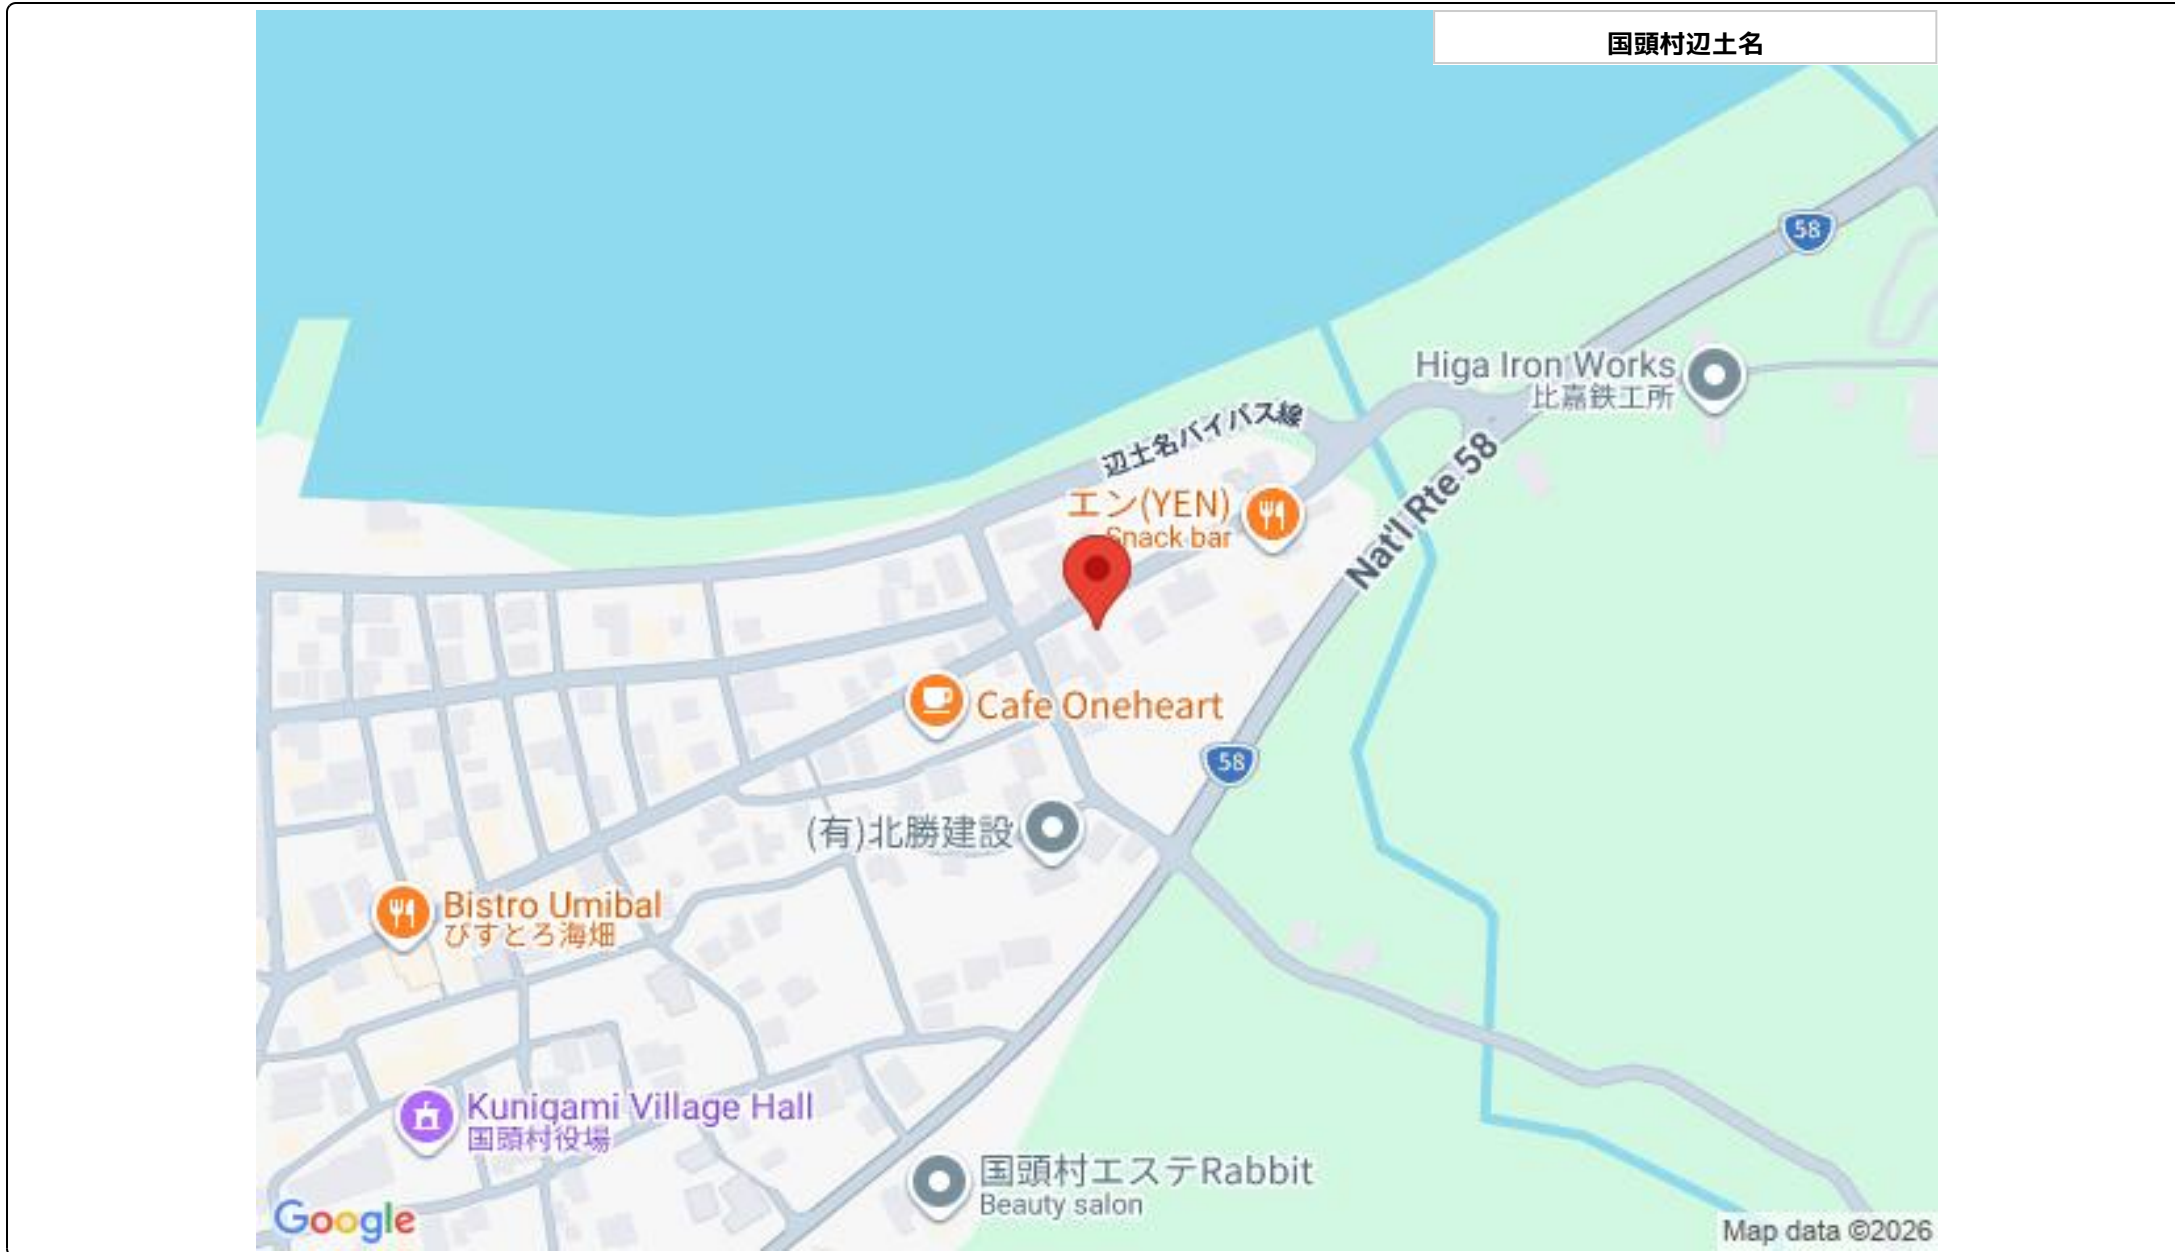 国頭村辺土名
58
Higa Iron Works
比嘉鉄工所
辺土名バイパス線
Nat'l Rte 58
エン(YEN)
Snack bar
Cafe Oneheart
58
(有)北勝建設
Bistro Umibal
びすとろ海畑
Kunigami Village Hall
国頭村役場
国頭村エステRabbit
Beauty salon
Google
Map data ©2026